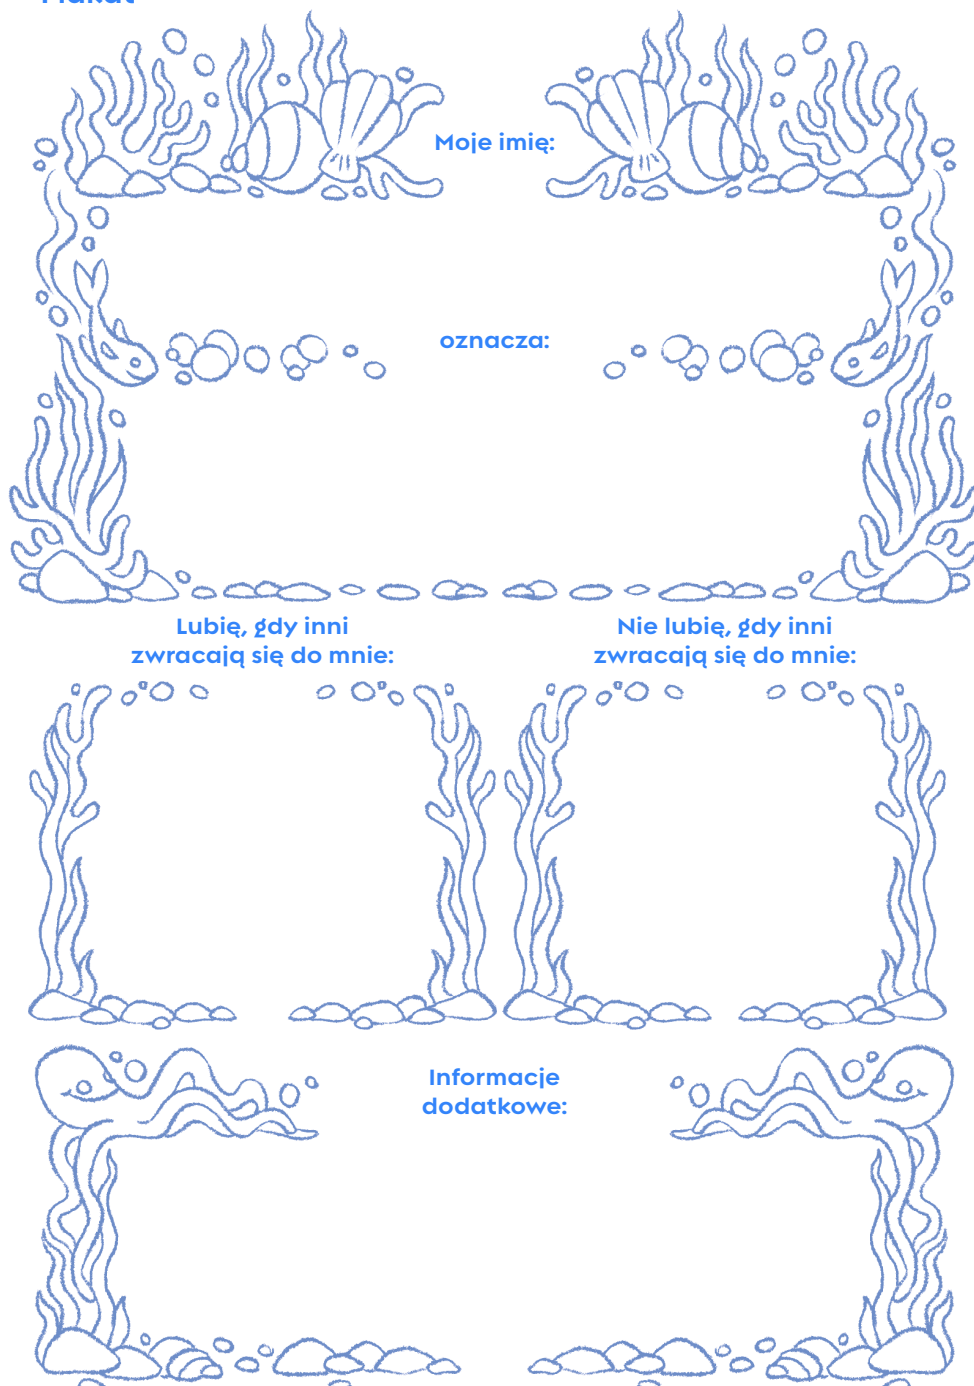 Moje imię:
oznacza:
Lubię, gdy inni
zwracają się do mnie:
Nie lubię, gdy inni
zwracają się do mnie:
Informacje
dodatkowe: